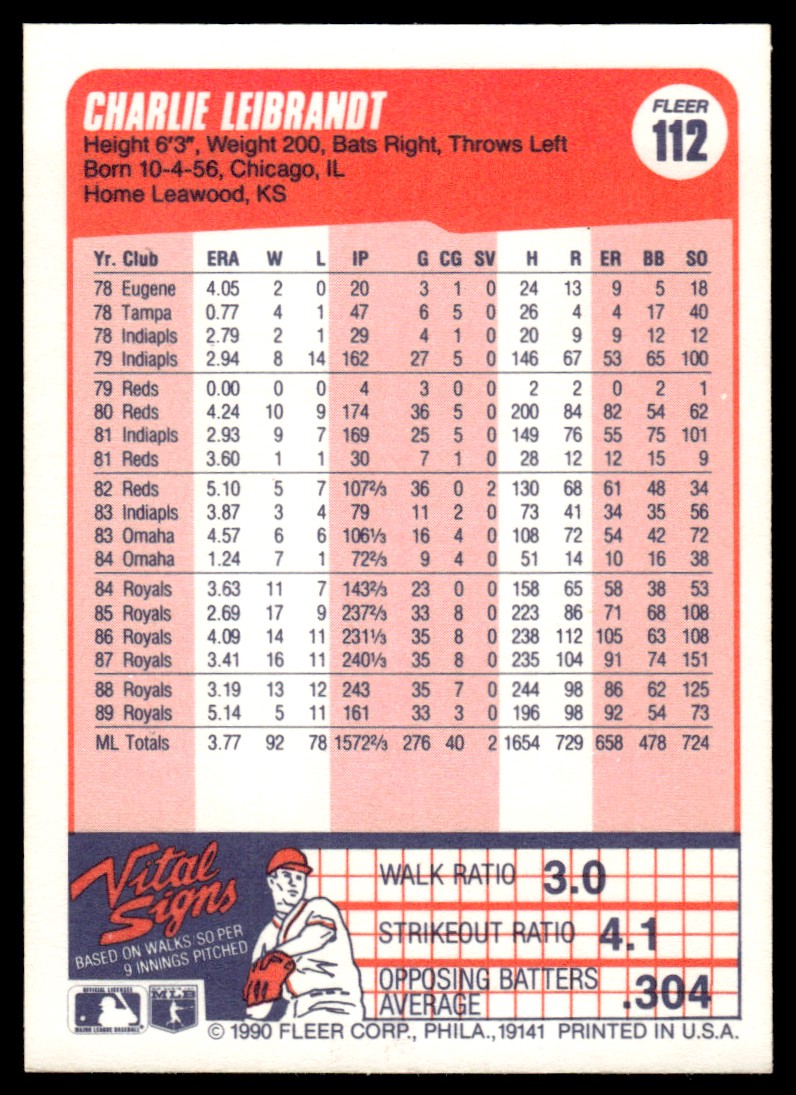 CHARLIE LEIBRANDT
FLEER
112
Height 6'3", Weight 200, Bats Right, Throws Left
Born 10-4-56, Chicago, IL
Home Leawood, KS
Yr. Club ERA W L IP G CG SV H R ER BB SO
78 Eugene 4.05 2 0 20 3 1 0 24 13 9 5 18
78 Tampa 0.77 4 1 47 6 5 0 26 4 4 17 40
78 Indiapls 2.79 2 1 29 4 1 0 20 9 9 12 12
79 Indiapls 2.94 8 14 162 27 5 0 146 67 53 65 100
79 Reds 0.00 0 0 4 3 0 0 2 2 0 2 1
80 Reds 4.24 10 9 174 36 5 0 200 84 82 54 62
81 Indiapls 2.93 9 7 169 25 5 0 149 76 55 75 101
81 Reds 3.60 1 1 30 7 1 0 28 12 12 15 9
82 Reds 5.10 5 7 107⅔ 36 0 2 130 68 61 48 34
83 Indiapls 3.87 3 4 79 11 2 0 73 41 34 35 56
83 Omaha 4.57 6 6 106⅓ 16 4 0 108 72 54 42 72
84 Omaha 1.24 7 1 72⅔ 9 4 0 51 14 10 16 38
84 Royals 3.63 11 7 143⅔ 23 0 0 158 65 58 38 53
85 Royals 2.69 17 9 237⅔ 33 8 0 223 86 71 68 108
86 Royals 4.09 14 11 231⅓ 35 8 0 238 112 105 63 108
87 Royals 3.41 16 11 240⅓ 35 8 0 235 104 91 74 151
88 Royals 3.19 13 12 243 35 7 0 244 98 86 62 125
89 Royals 5.14 5 11 161 33 3 0 196 98 92 54 73
ML Totals 3.77 92 78 1572⅔ 276 40 2 1654 729 658 478 724
Vital
Signs
BASED ON WALKS/SO PER
9 INNINGS PITCHED
WALK RATIO 3.0
STRIKEOUT RATIO 4.1
OPPOSING BATTERS
AVERAGE .304
OFFICIAL LICENSEE
MAJOR LEAGUE BASEBALL
MLB
© 1990 FLEER CORP., PHILA., 19141 PRINTED IN U.S.A.